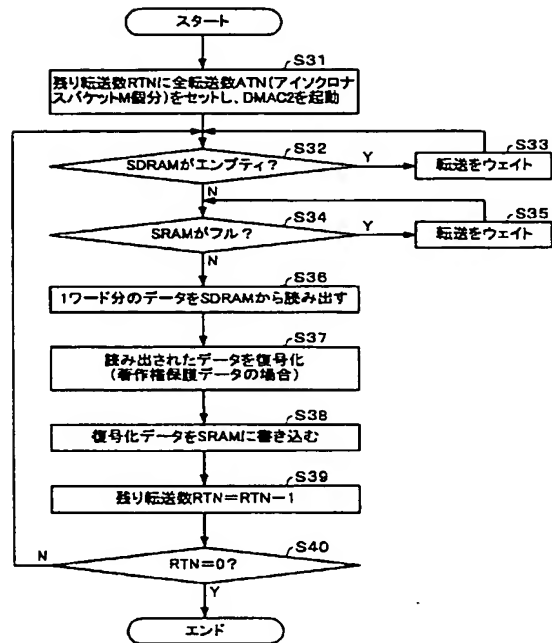 スタート
S31
残り転送数RTNに全転送数ATN(アイソクロナ
スパケットM個分)をセットし、DMAC2を起動
S32
SDRAMがエンプティ?
Y
S33
転送をウェイト
N
S34
SRAMがフル?
Y
S35
転送をウェイト
N
S36
1ワード分のデータをSDRAMから読み出す
S37
読み出されたデータを復号化
(著作権保護データの場合)
S38
復号化データをSRAMに書き込む
S39
残り転送数RTN=RTN-1
S40
RTN=0?
N
Y
エンド